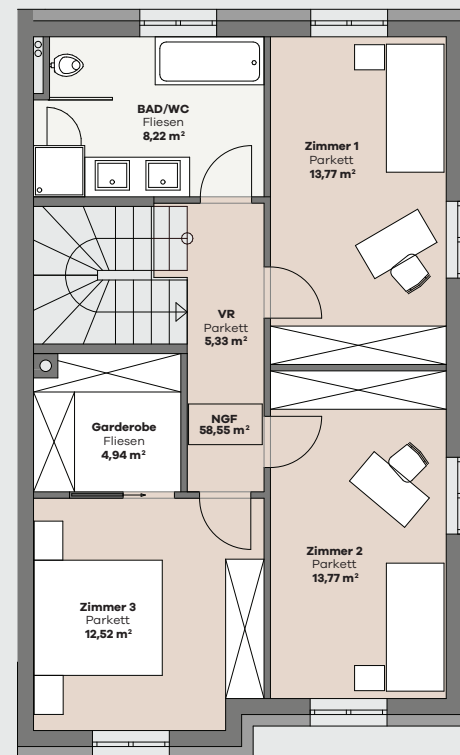 BAD/WC
Fliesen
8,22 m²
Zimmer 1
Parkett
13,77 m²
VR
Parkett
5,33 m²
NGF
58,55 m²
Garderobe
Fliesen
4,94 m²
Zimmer 2
Parkett
13,77 m²
Zimmer 3
Parkett
12,52 m²